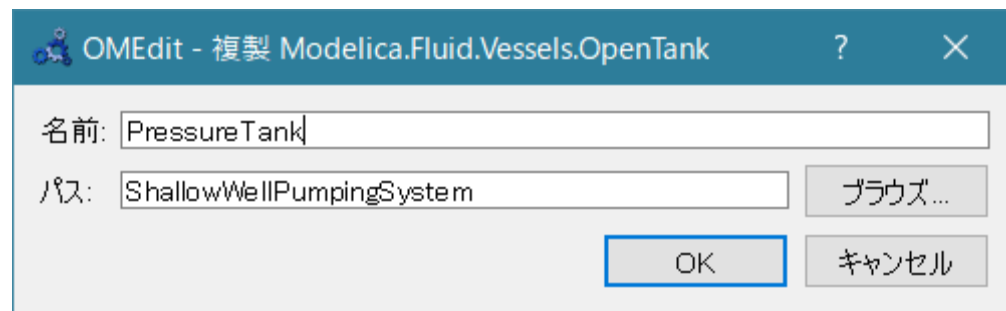 OMEdit - 複製 Modelica.Fluid.Vessels.OpenTank ?
名前: PressureTank
パス: ShallowWellPumpingSystem ブラウズ...
OK キャンセル